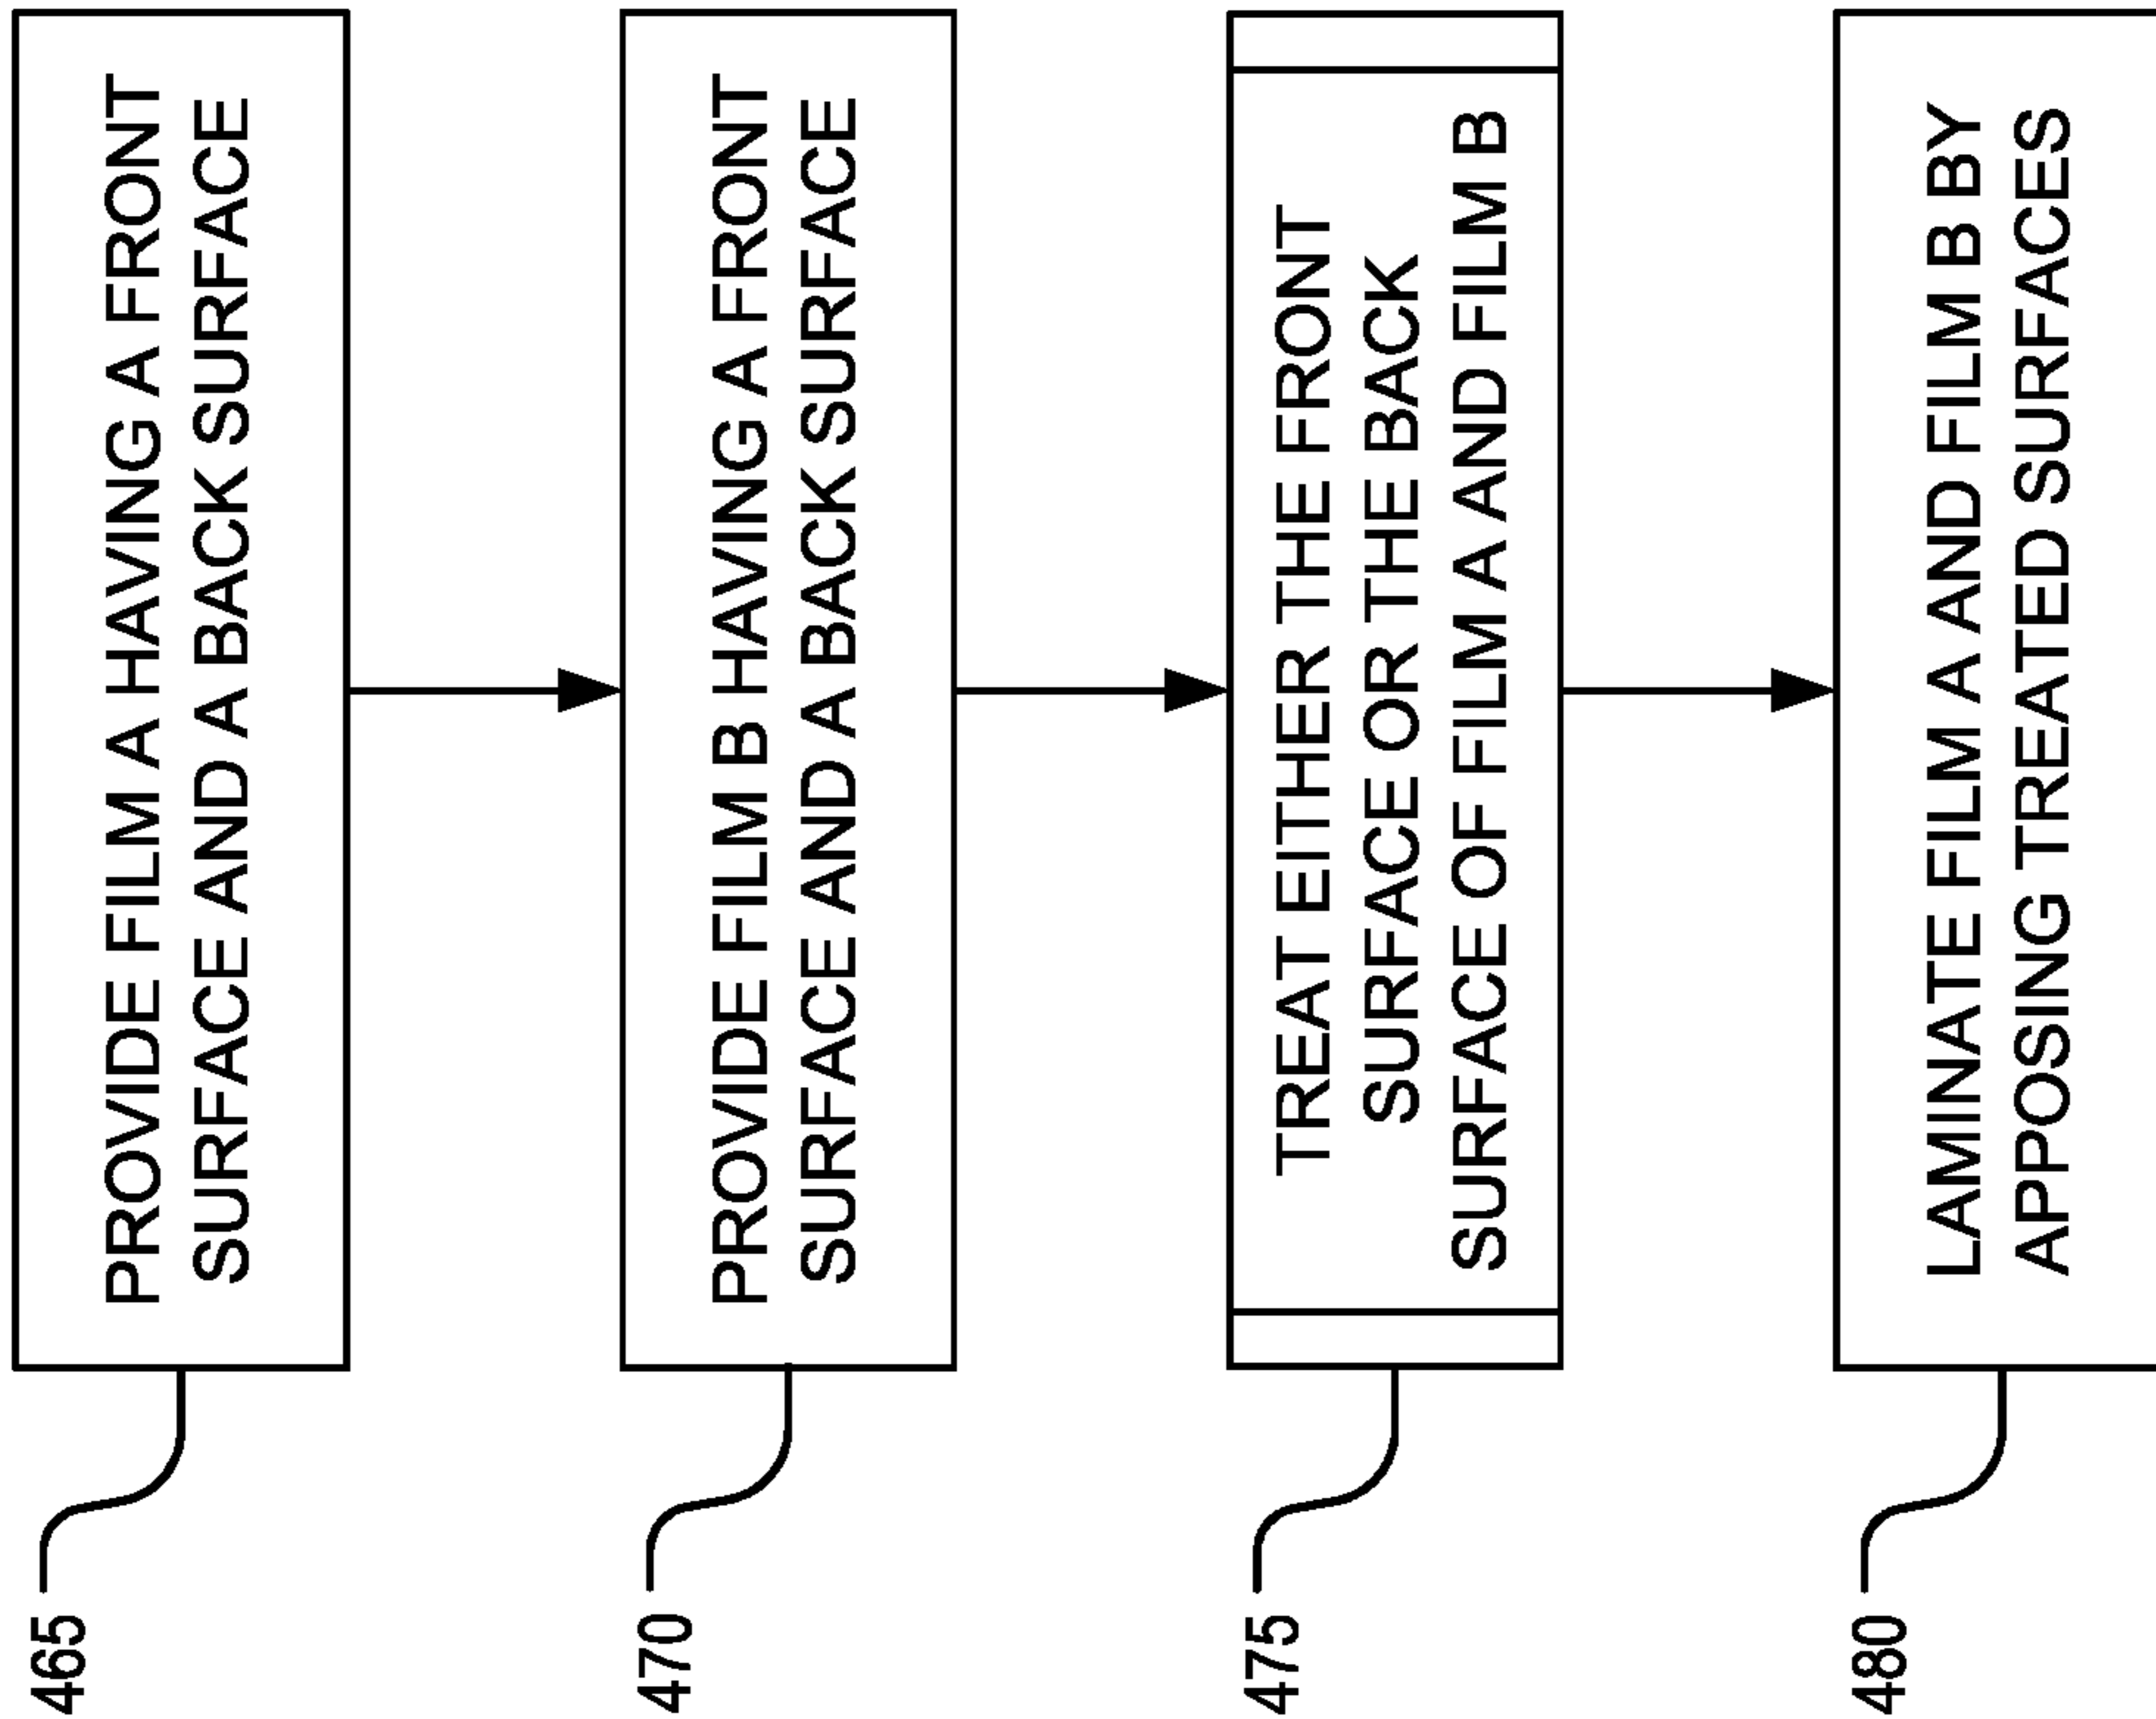 465
PROVIDE FILM A HAVING A FRONT
SURFACE AND A BACK SURFACE
470
PROVIDE FILM B HAVING A FRONT
SURFACE AND A BACK SURFACE
475
TREAT EITHER THE FRONT
SURFACE OR THE BACK
SURFACE OF FILM A AND FILM B
480
LAMINATE FILM A AND FILM B BY
APPOSING TREATED SURFACES